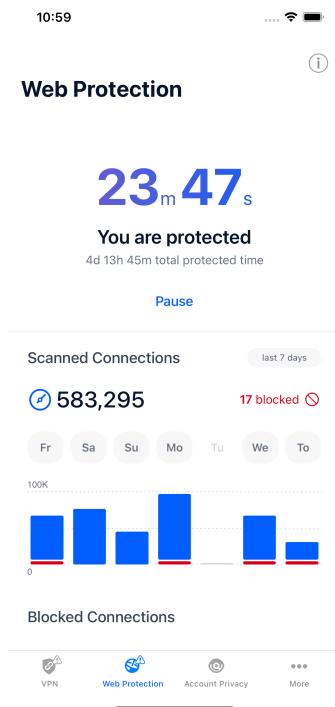 10:59
Web Protection
23m 47s
You are protected
4d 13h 45m total protected time
Pause
Scanned Connections
last 7 days
583,295
17 blocked
Fr Sa Su Mo Tu We To
100K
0
Blocked Connections
VPN Web Protection Account Privacy More